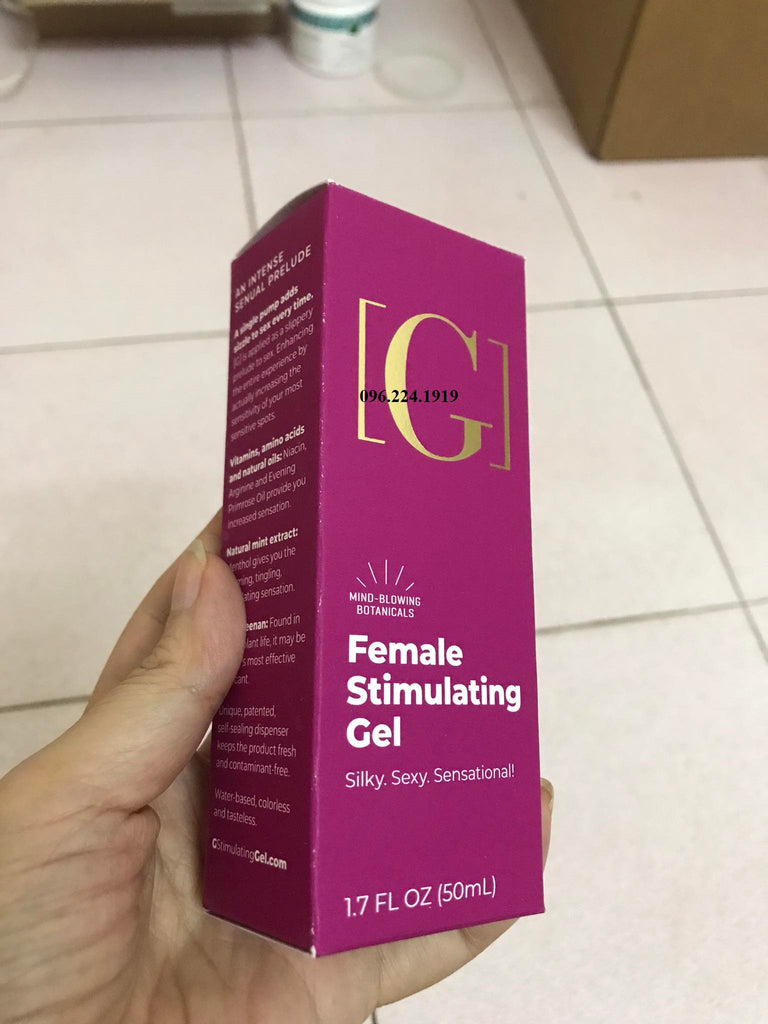 AN INTENSE
SENUAL PRELUDE
A single pump adds
sizzle to sex every time.
[G] is applied as a slippery
prelude to sex. Enhancing
the entire experience by
actually increasing the
sensitivity of your most
sensitive spots.
Vitamins, amino acids
and natural oils: Niacin,
Arginine and Evening
Primrose Oil provide you
increased sensation.
Natural mint extract:
Menthol gives you the
tingling,
sensation.
Found in
plant life, it may be
most effective
Unique, patented,
self-sealing dispenser
keeps the product fresh
and contaminant-free.
Water-based, colorless
and tasteless.
GStimulatingGel.com
[G]
096.224.1919
MIND-BLOWING
BOTANICALS
Female
Stimulating
Gel
Silky. Sexy. Sensational!
1.7 FL OZ (50mL)